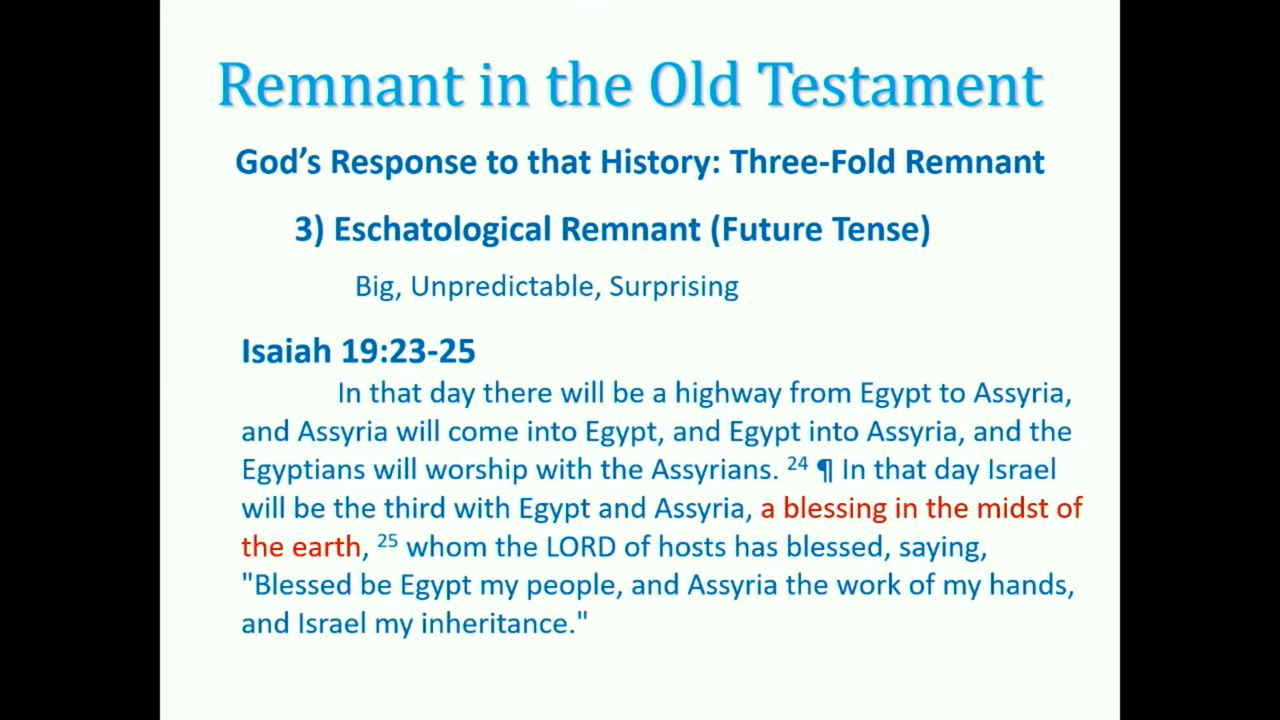 Remnant in the Old Testament
God’s Response to that History: Three-Fold Remnant
3) Eschatological Remnant (Future Tense)
Big, Unpredictable, Surprising
Isaiah 19:23-25
In that day there will be a highway from Egypt to Assyria,
and Assyria will come into Egypt, and Egypt into Assyria, and the
Egyptians will worship with the Assyrians. 24 ¶ In that day Israel
will be the third with Egypt and Assyria, a blessing in the midst of
the earth, 25 whom the LORD of hosts has blessed, saying,
"Blessed be Egypt my people, and Assyria the work of my hands,
and Israel my inheritance."